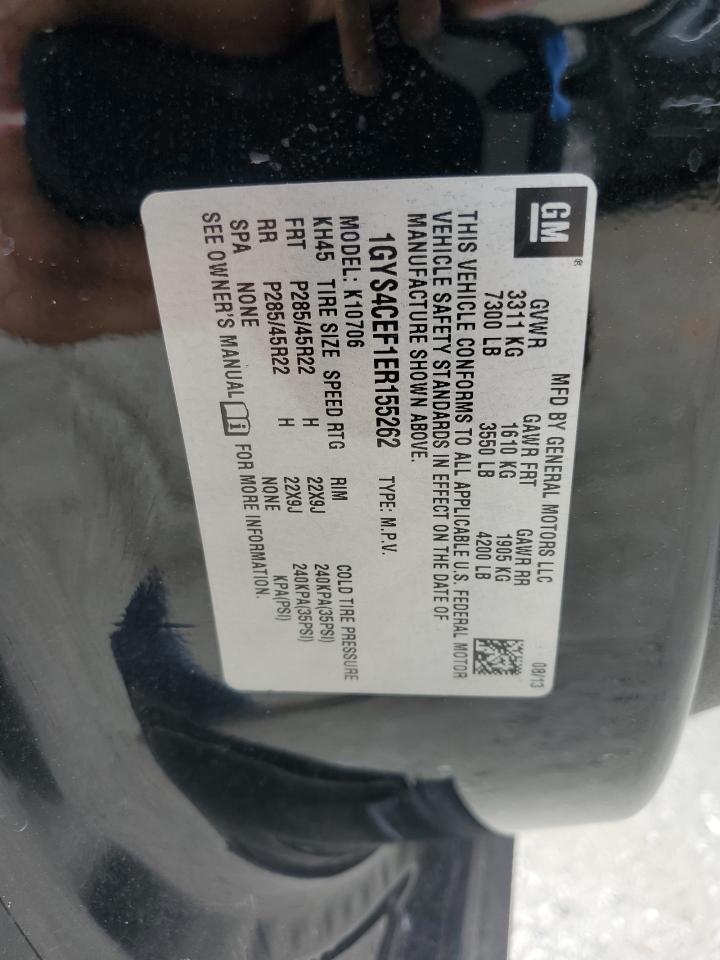 GM®
MFD BY GENERAL MOTORS LLC 08/13
GVWR GAWR FRT GAWR RR
3311 KG 1610 KG 1905 KG
7300 LB 3550 LB 4200 LB
THIS VEHICLE CONFORMS TO ALL APPLICABLE U.S. FEDERAL MOTOR
VEHICLE SAFETY STANDARDS IN EFFECT ON THE DATE OF
MANUFACTURE SHOWN ABOVE.
1GYS4CEF1ER155262 TYPE: M.P.V.
MODEL: K10706
KH45 TIRE SIZE SPEED RTG RIM COLD TIRE PRESSURE
FRT P285/45R22 H 22X9J 240KPA(35PSI)
RR P285/45R22 H 22X9J 240KPA(35PSI)
SPA NONE NONE KPA(PSI)
SEE OWNER'S MANUAL FOR MORE INFORMATION.